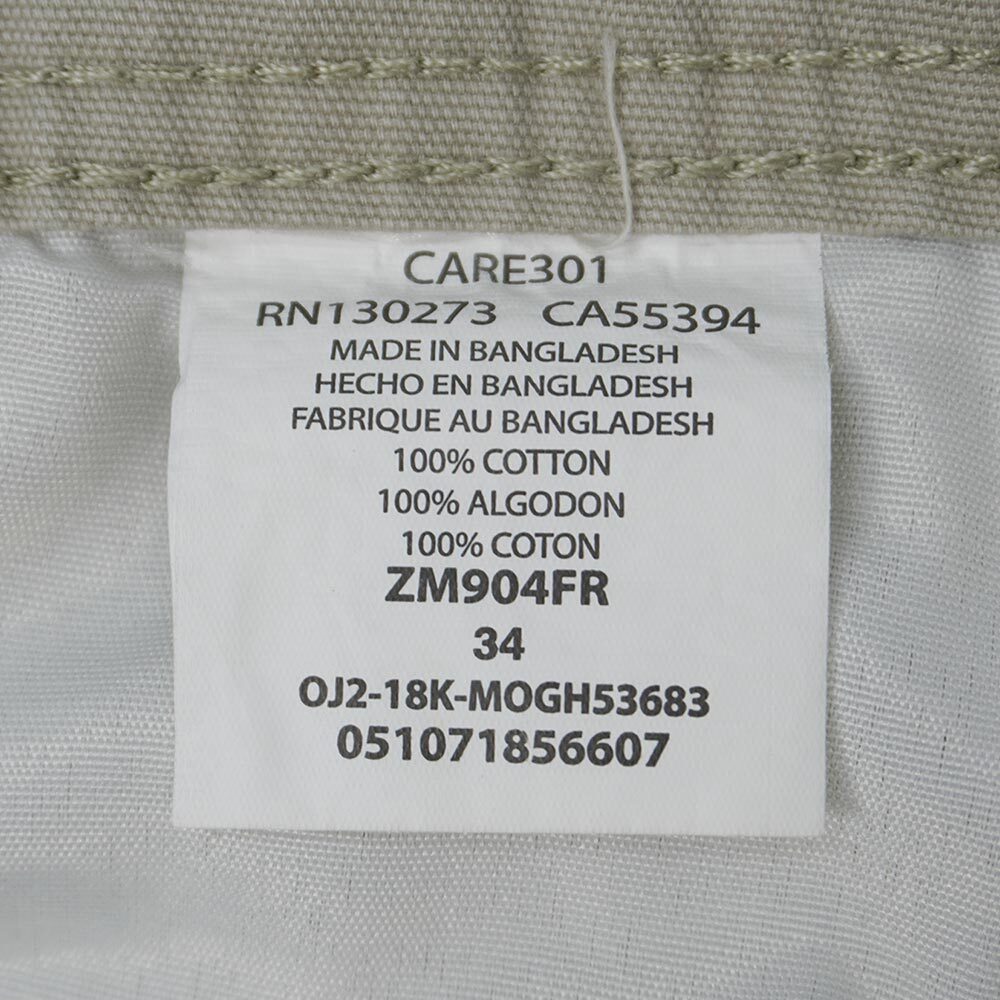 CARE301
RN130273 CA55394
MADE IN BANGLADESH
HECHO EN BANGLADESH
FABRIQUE AU BANGLADESH
100% COTTON
100% ALGODON
100% COTON
ZM904FR
34
OJ2-18K-MOGH53683
051071856607